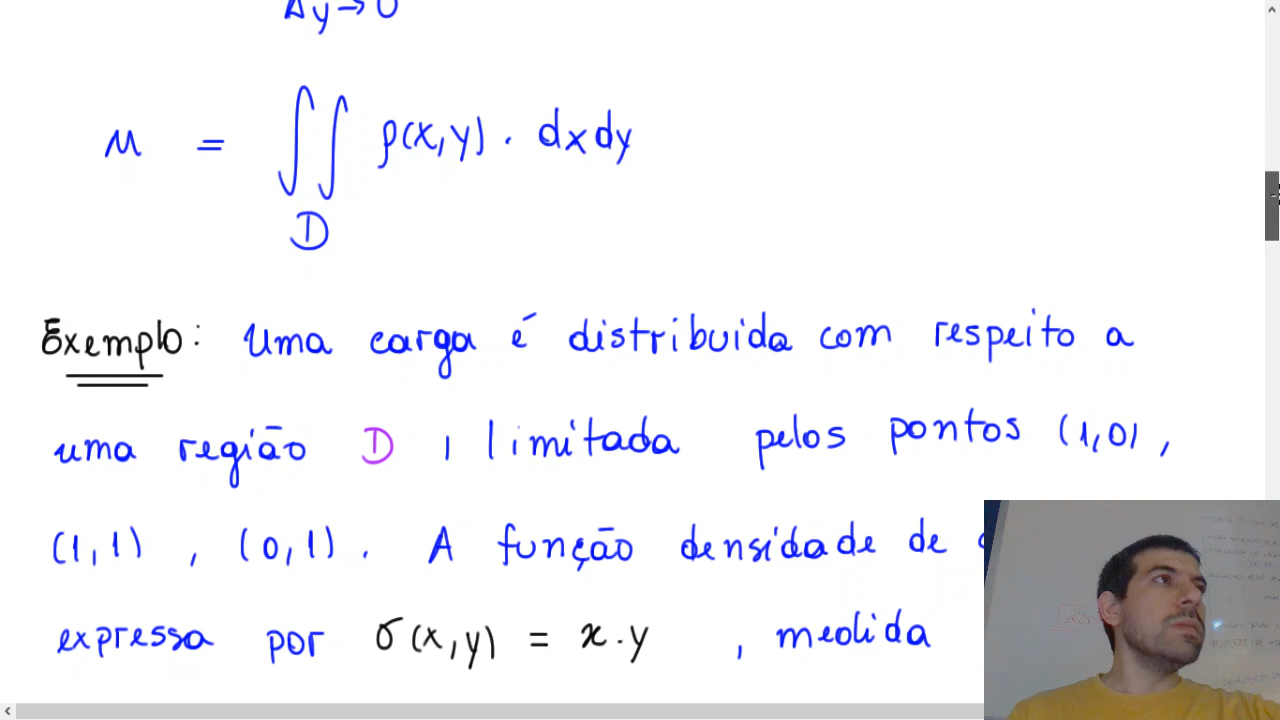 Δy→0
M = ∫∫ ρ(x,y) . dxdy
D
Exemplo: Uma carga é distribuida com respeito a
uma região D , limitada pelos pontos (1,0) ,
(1,1) , (0,1) . A função densidade de
expressa por σ(x,y) = x.y , medida